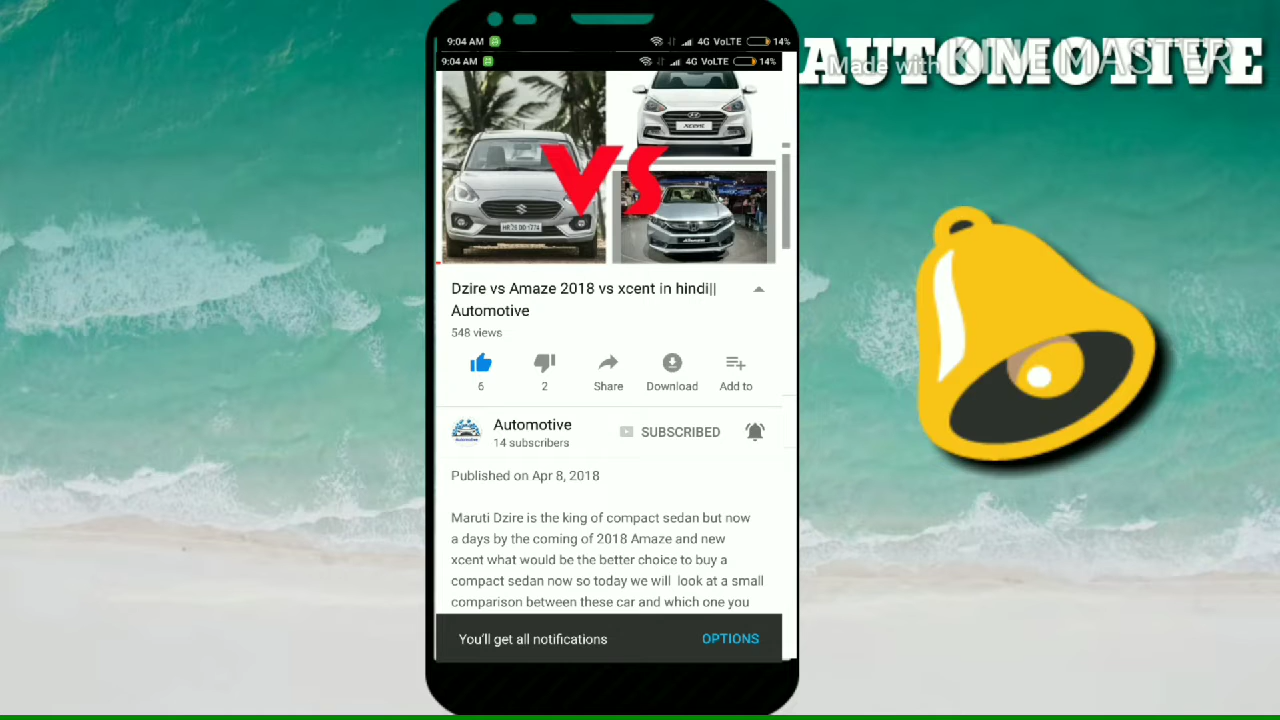 AUTOMOTIVE
Made with KINEMASTER
9:04 AM 4G VoLTE 14%
9:04 AM 4G VoLTE 14%
VS
Dzire vs Amaze 2018 vs xcent in hindi||
Automotive
548 views
6 2 Share Download Add to
Automotive
14 subscribers
SUBSCRIBED
Published on Apr 8, 2018
Maruti Dzire is the king of compact sedan but now
a days by the coming of 2018 Amaze and new
xcent what would be the better choice to buy a
compact sedan now so today we will look at a small
comparison between these car and which one you
You'll get all notifications OPTIONS